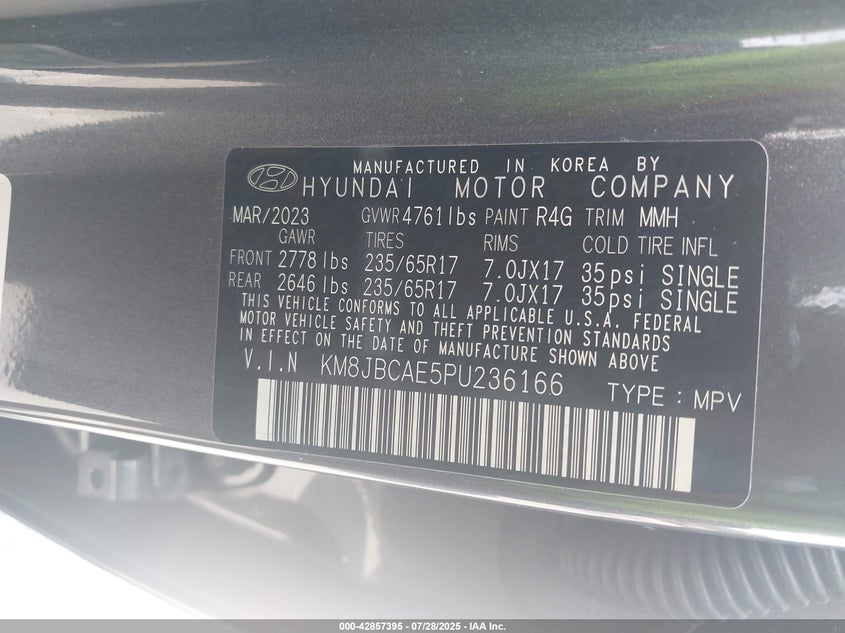 MANUFACTURED IN KOREA BY
HYUNDAI MOTOR COMPANY
MAR/2023 GVWR 4761lbs PAINT R4G TRIM MMH
GAWR TIRES RIMS COLD TIRE INFL
FRONT 2778 lbs 235/65R17 7.0JX17 35psi SINGLE
REAR 2646 lbs 235/65R17 7.0JX17 35psi SINGLE
THIS VEHICLE CONFORMS TO ALL APPLICABLE U.S.A. FEDERAL
MOTOR VEHICLE SAFETY AND THEFT PREVENTION STANDARDS
IN EFFECT ON THE DATE OF MANUFACTURE SHOWN ABOVE
V.I.N KM8JBCAE5PU236166 TYPE : MPV
000-42857395 - 07/28/2025 - IAA Inc.